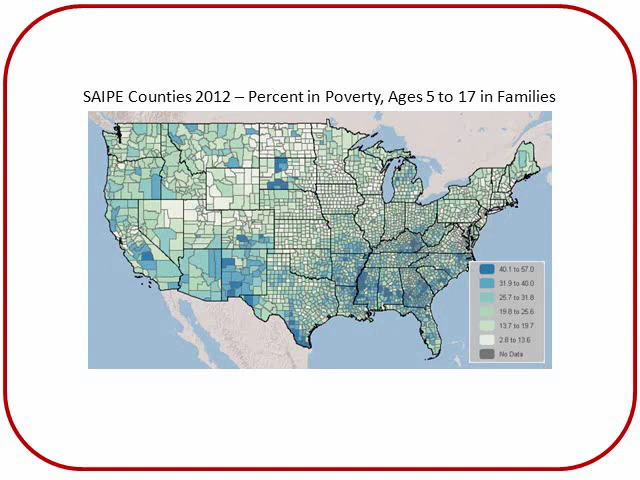 SAIPE Counties 2012 – Percent in Poverty, Ages 5 to 17 in Families
40.1 to 57.0
31.9 to 40.0
25.7 to 31.8
19.8 to 25.6
13.7 to 19.7
2.8 to 13.6
No Data